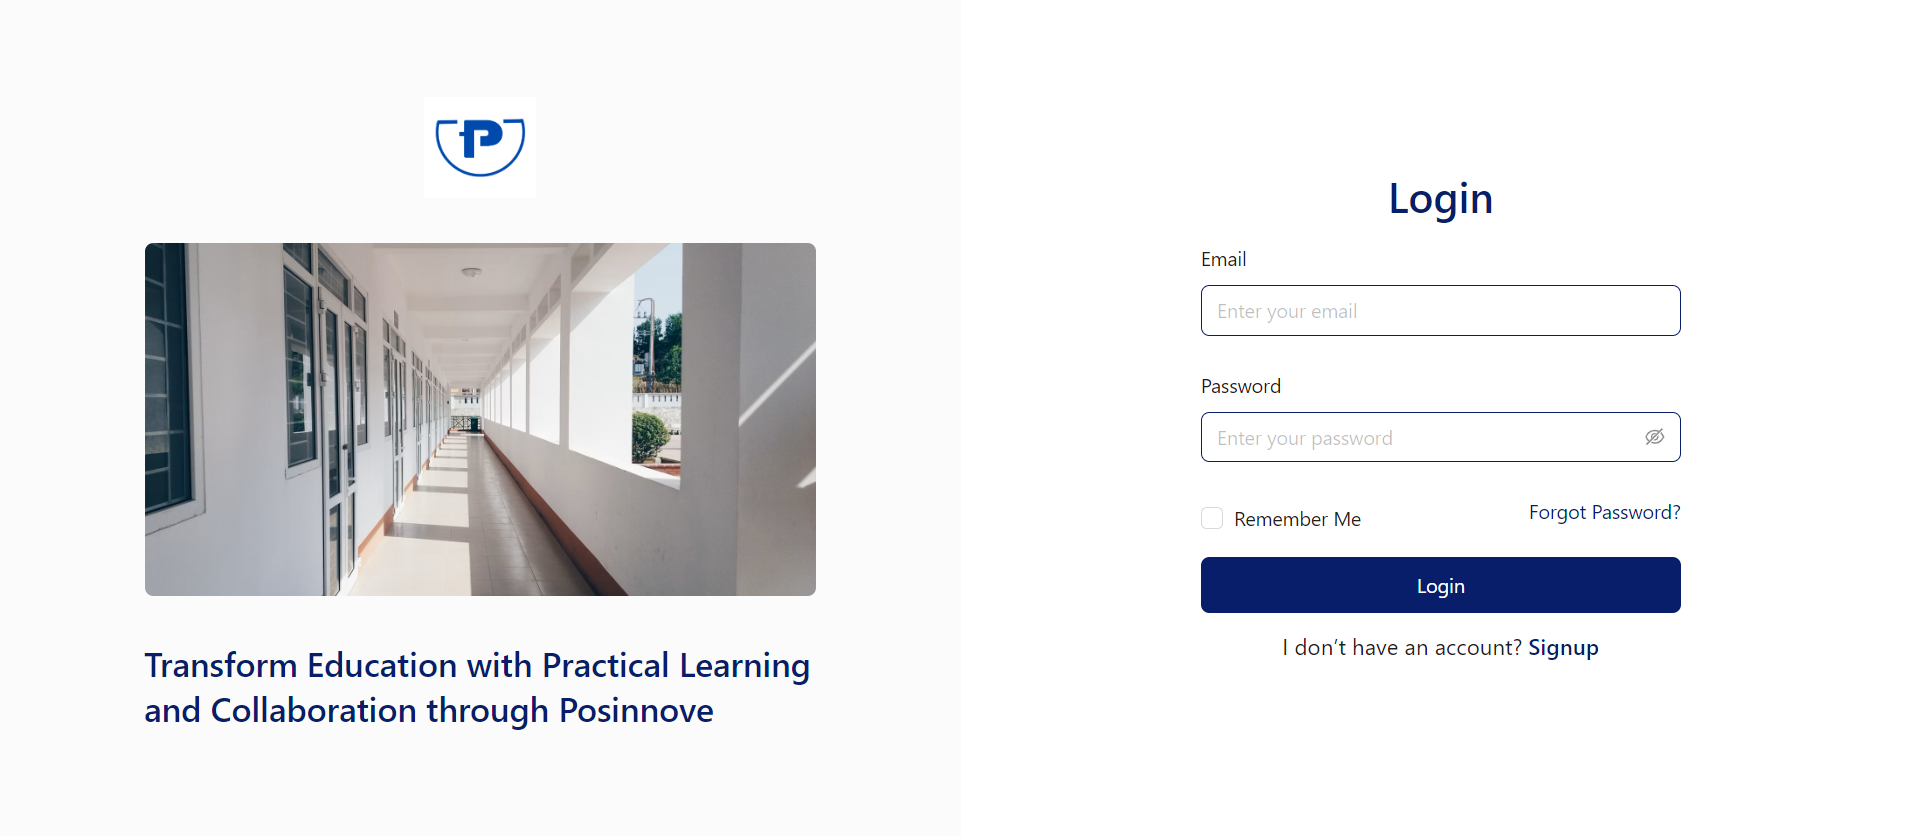 P
Transform Education with Practical Learning
and Collaboration through Posinnove
Login
Email
Enter your email
Password
Enter your password
Remember Me
Forgot Password?
Login
I don’t have an account? Signup